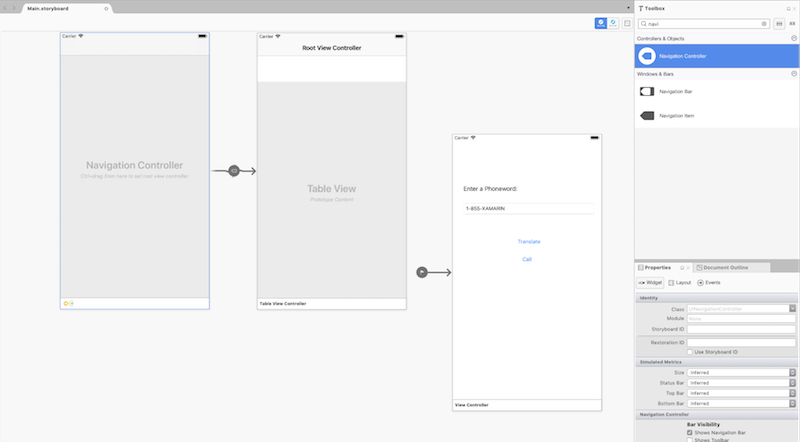 Main.storyboard
Carrier
Navigation Controller
Ctrl+drag from here to set root view controller.
Carrier
Root View Controller
Table View
Prototype Content
Table View Controller
Carrier
Enter a Phoneword:
1-855-XAMARIN
Translate
Call
View Controller
Toolbox
navi
Controllers & Objects
Navigation Controller
Windows & Bars
Navigation Bar
Navigation Item
Properties
Document Outline
Widget
Layout
Events
Identity
Class UINavigationController
Module None
Storyboard ID
Restoration ID
Use Storyboard ID
Simulated Metrics
Size Inferred
Status Bar Inferred
Top Bar Inferred
Bottom Bar Inferred
Navigation Controller
Bar Visibility
Shows Navigation Bar
Shows Toolbar